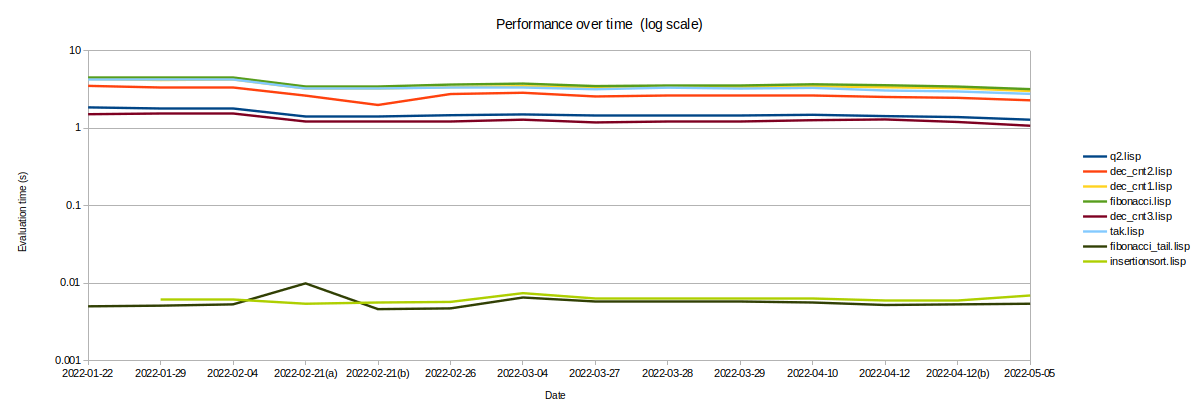 Performance over time  (log scale)
10
1
0.1
0.01
0.001
Evaluation time (s)
2022-01-22 2022-01-29 2022-02-04 2022-02-21(a) 2022-02-21(b) 2022-02-26 2022-03-04 2022-03-27 2022-03-28 2022-03-29 2022-04-10 2022-04-12 2022-04-12(b) 2022-05-05
Date
q2.lisp
dec_cnt2.lisp
dec_cnt1.lisp
fibonacci.lisp
dec_cnt3.lisp
tak.lisp
fibonacci_tail.lisp
insertionsort.lisp